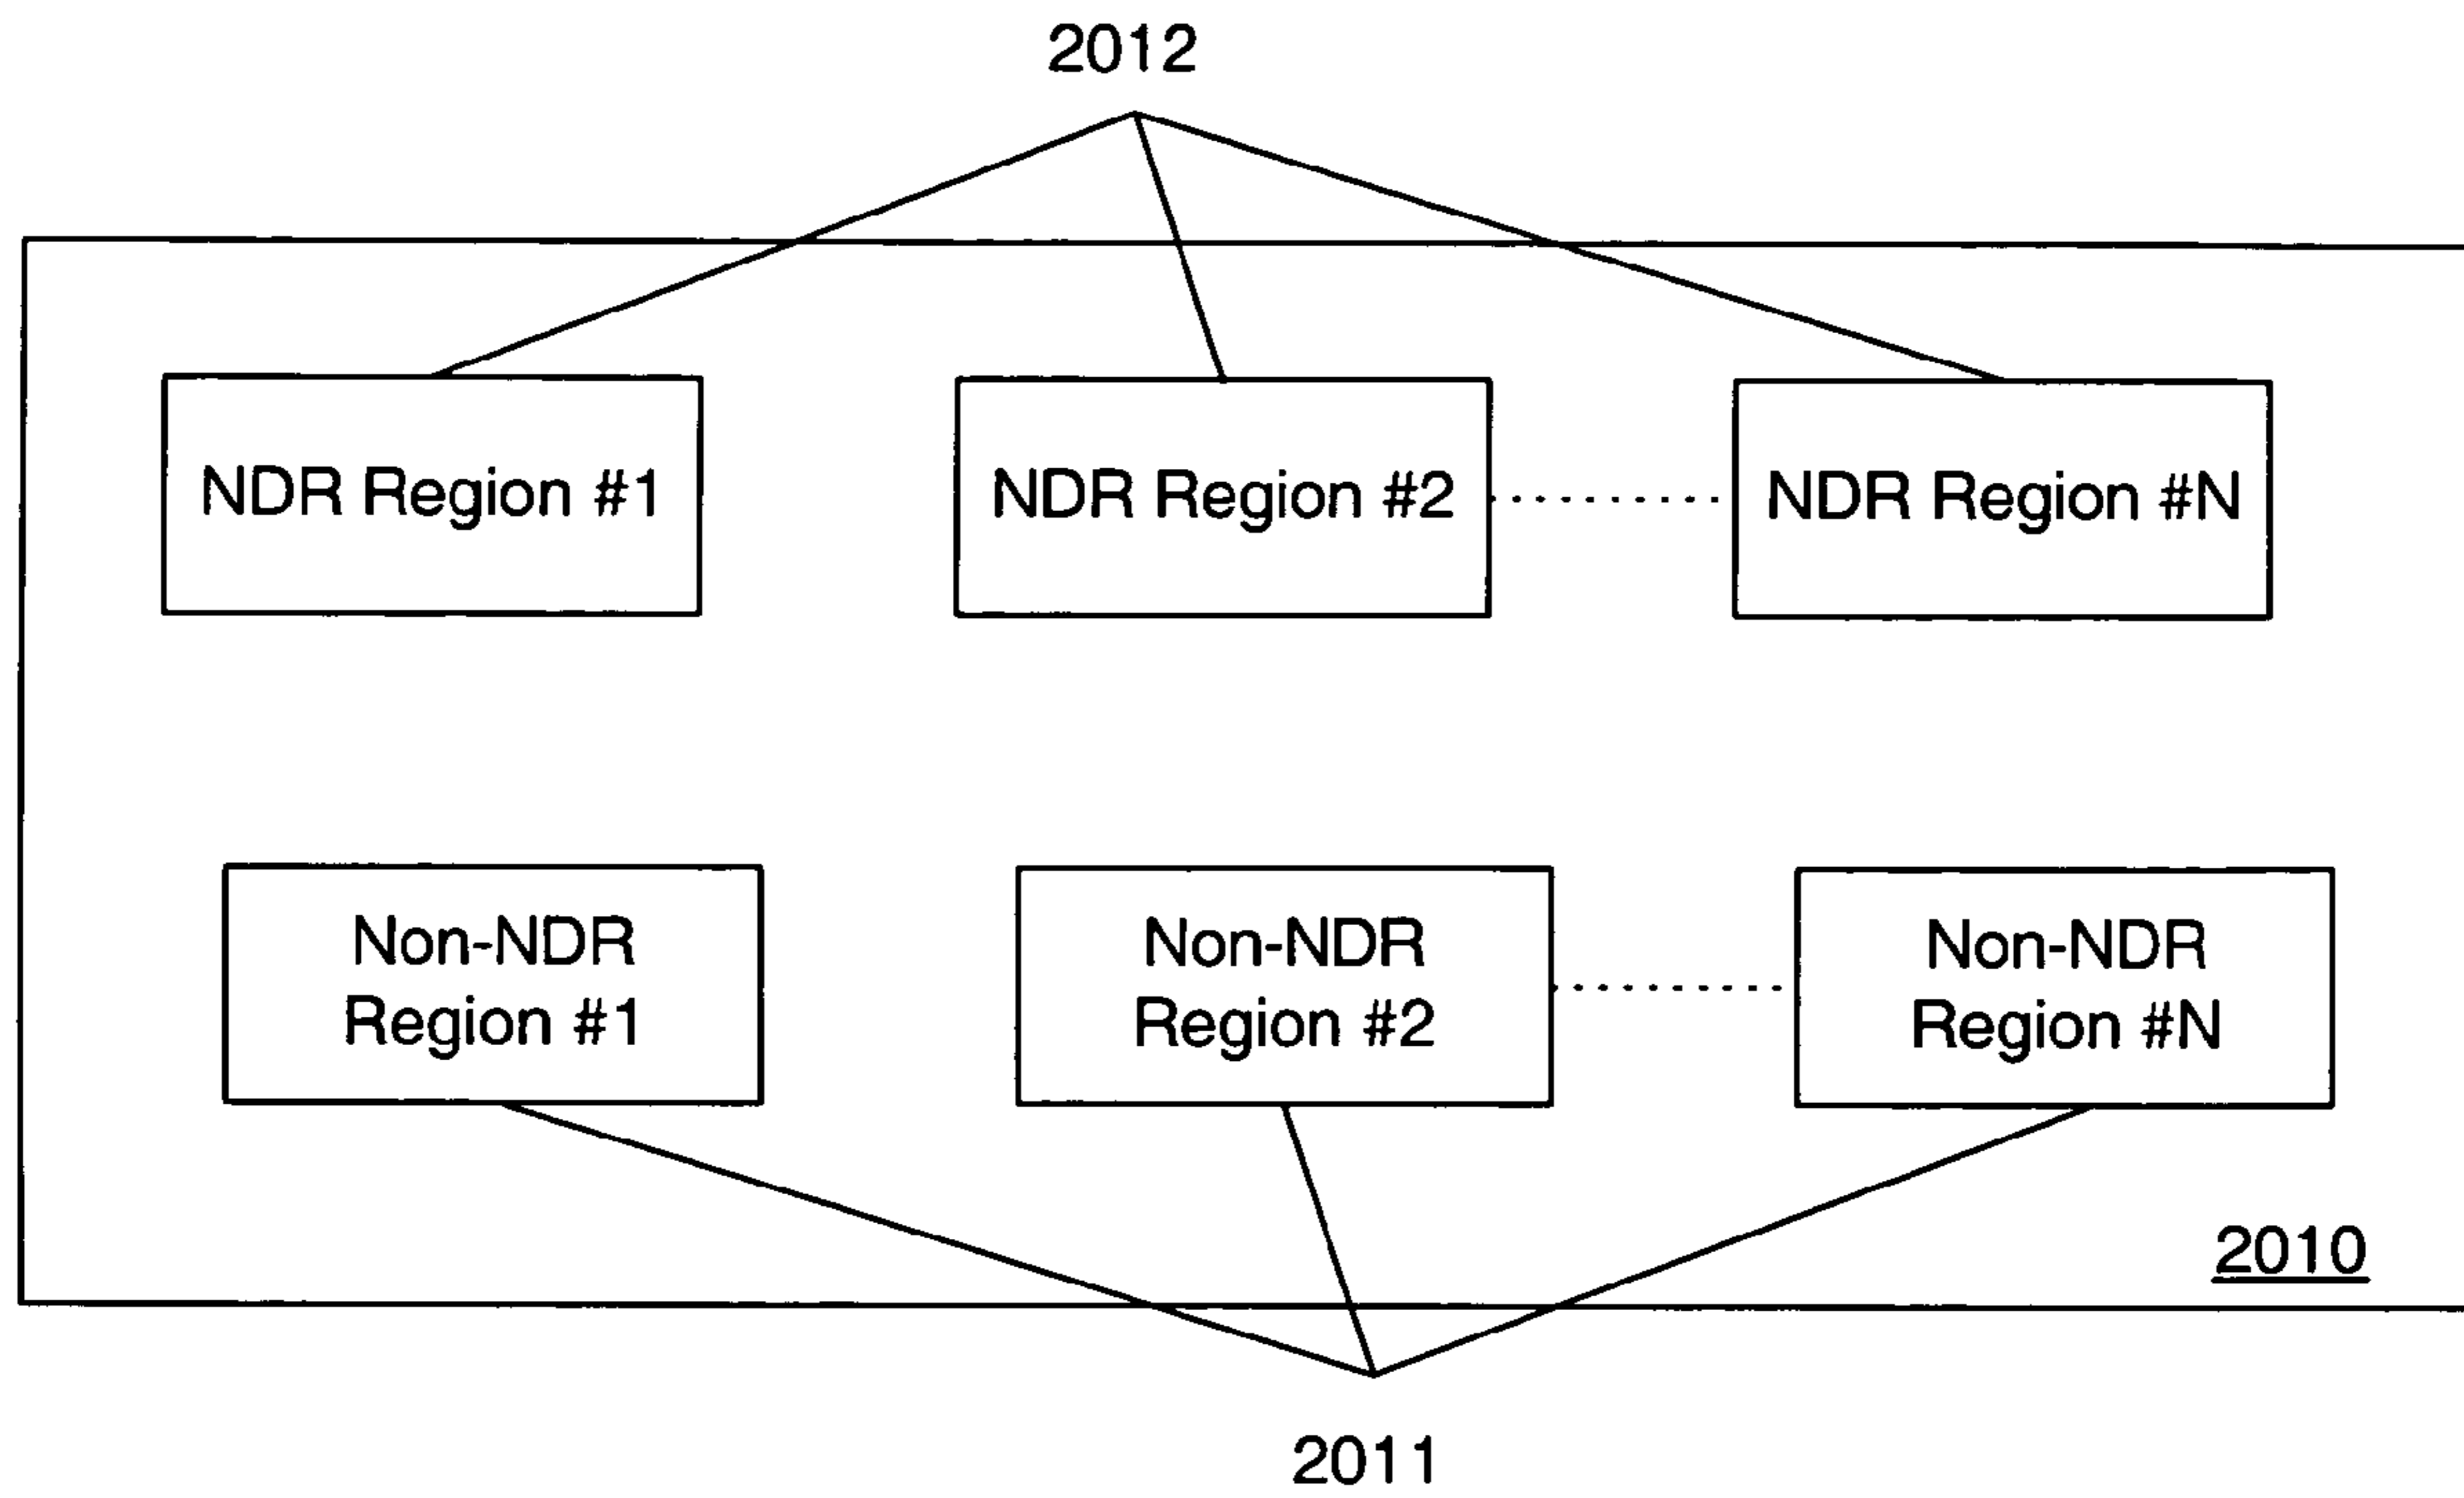 2012
NDR Region #1
NDR Region #2
NDR Region #N
Non-NDR
Region #1
Non-NDR
Region #2
Non-NDR
Region #N
2010
2011